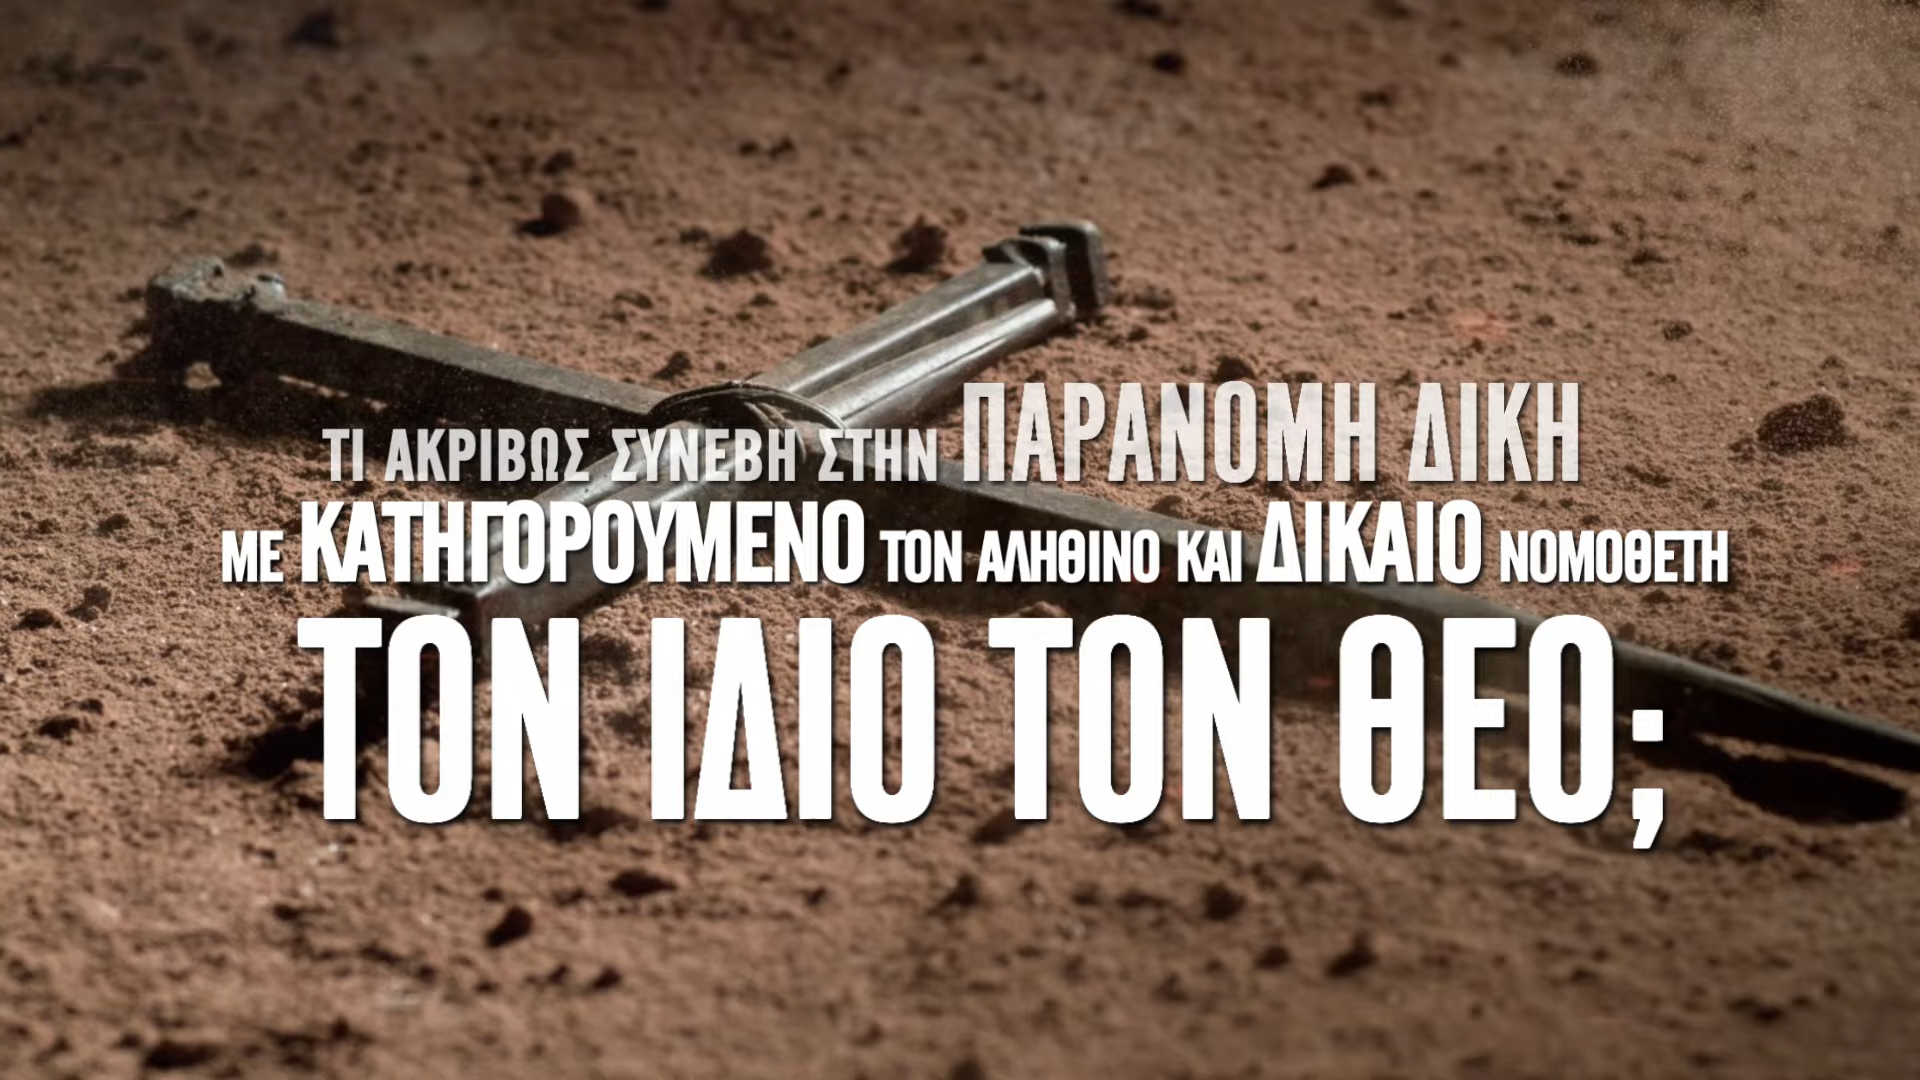 ΤΙ ΑΚΡΙΒΩΣ ΣΥΝΕΒΗ ΣΤΗΝ ΠΑΡΑΝΟΜΗ ΔΙΚΗ
ΜΕ ΚΑΤΗΓΟΡΟΥΜΕΝΟ ΤΟΝ ΑΛΗΘΙΝΟ ΚΑΙ ΔΙΚΑΙΟ ΝΟΜΟΘΕΤΗ
ΤΟΝ ΙΔΙΟ ΤΟΝ ΘΕΟ;